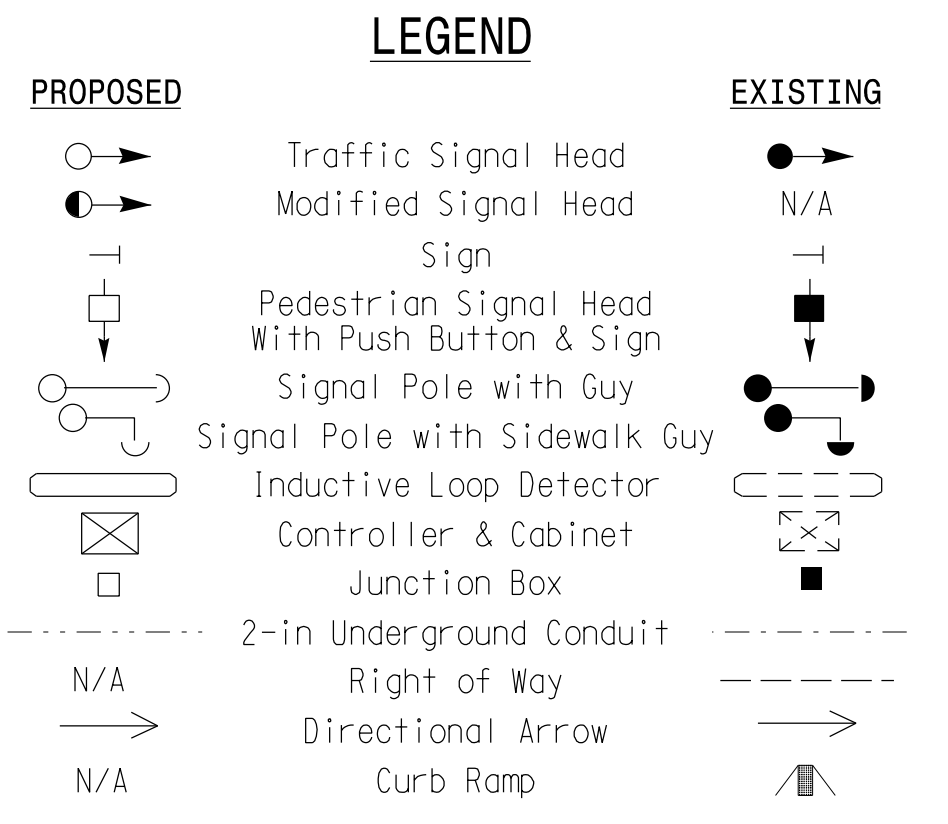 LEGEND
PROPOSED EXISTING
Traffic Signal Head
Modified Signal Head N/A
Sign
Pedestrian Signal Head
With Push Button & Sign
Signal Pole with Guy
Signal Pole with Sidewalk Guy
Inductive Loop Detector
Controller & Cabinet
Junction Box
2-in Underground Conduit
N/A Right of Way
Directional Arrow
N/A Curb Ramp